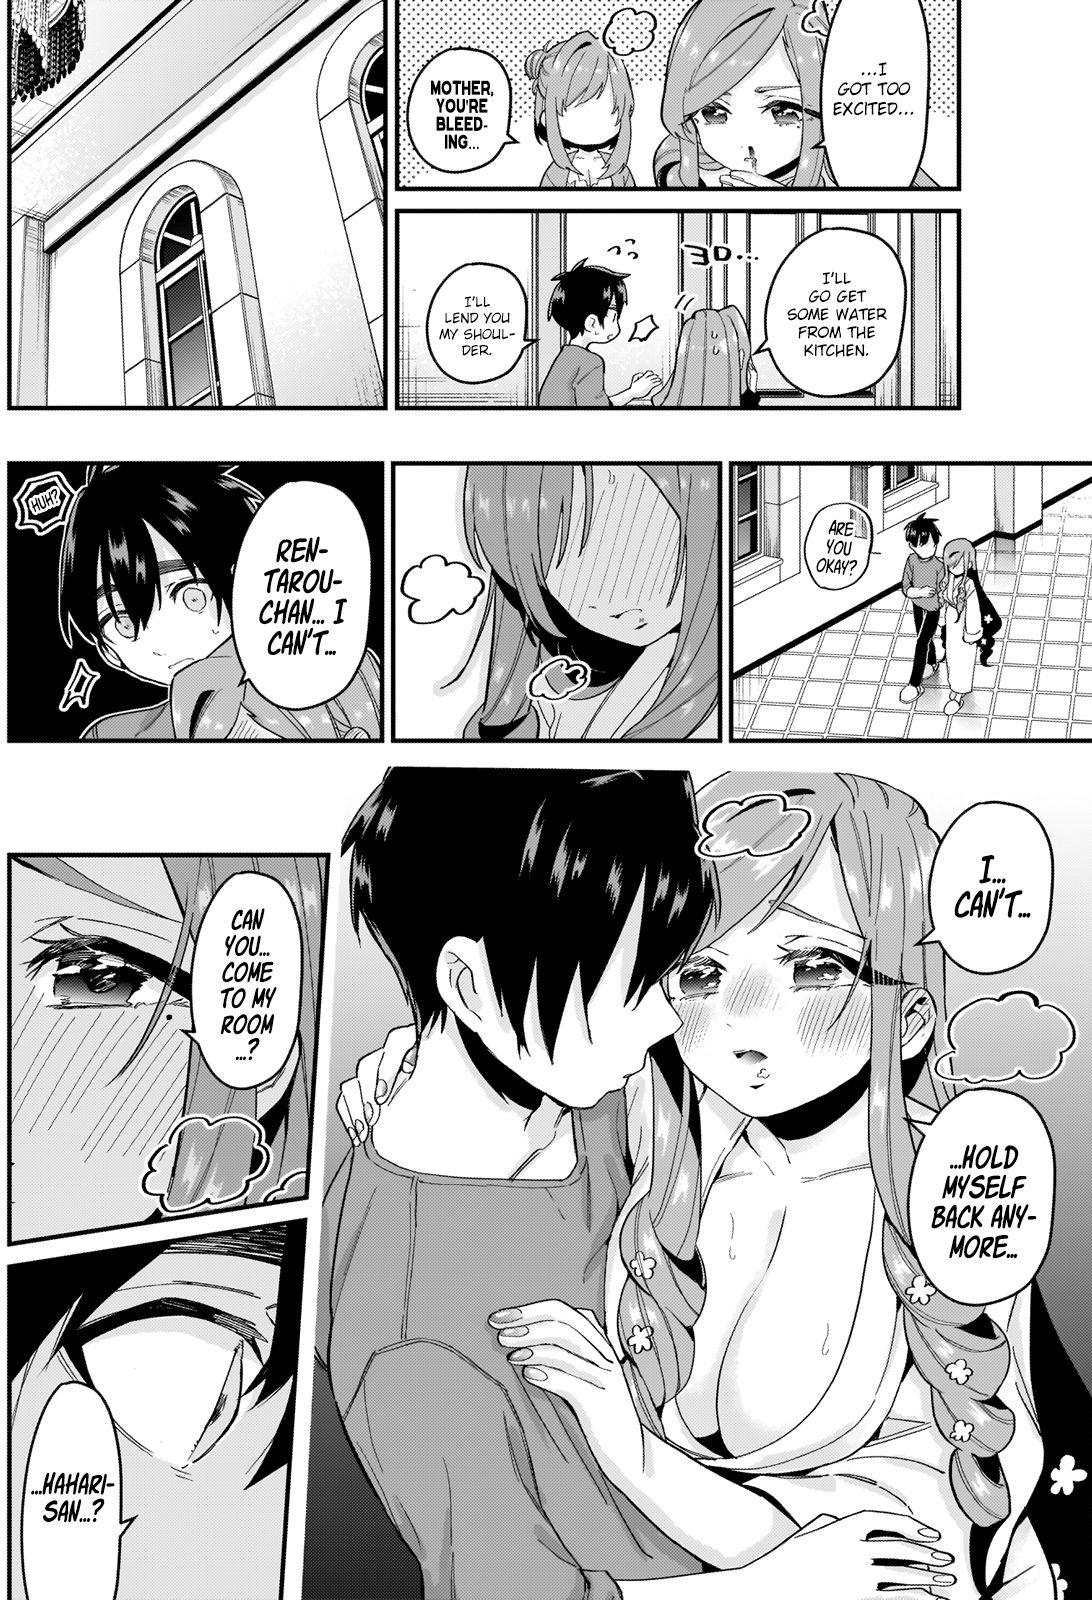 ...I
GOT TOO
EXCITED...
MOTHER,
YOU'RE
BLEED-
ING...
I'LL
GO GET
SOME WATER
FROM THE
KITCHEN.
I'LL
LEND YOU
MY SHOUL-
DER.
ARE
YOU
OKAY?
REN-
TAROU-
CHAN... I
CAN'T...
HUH?
I...
CAN'T...
...HOLD
MYSELF
BACK ANY-
MORE...
CAN
YOU...
COME
TO MY
ROOM
...?
...HAHARI-
SAN...?